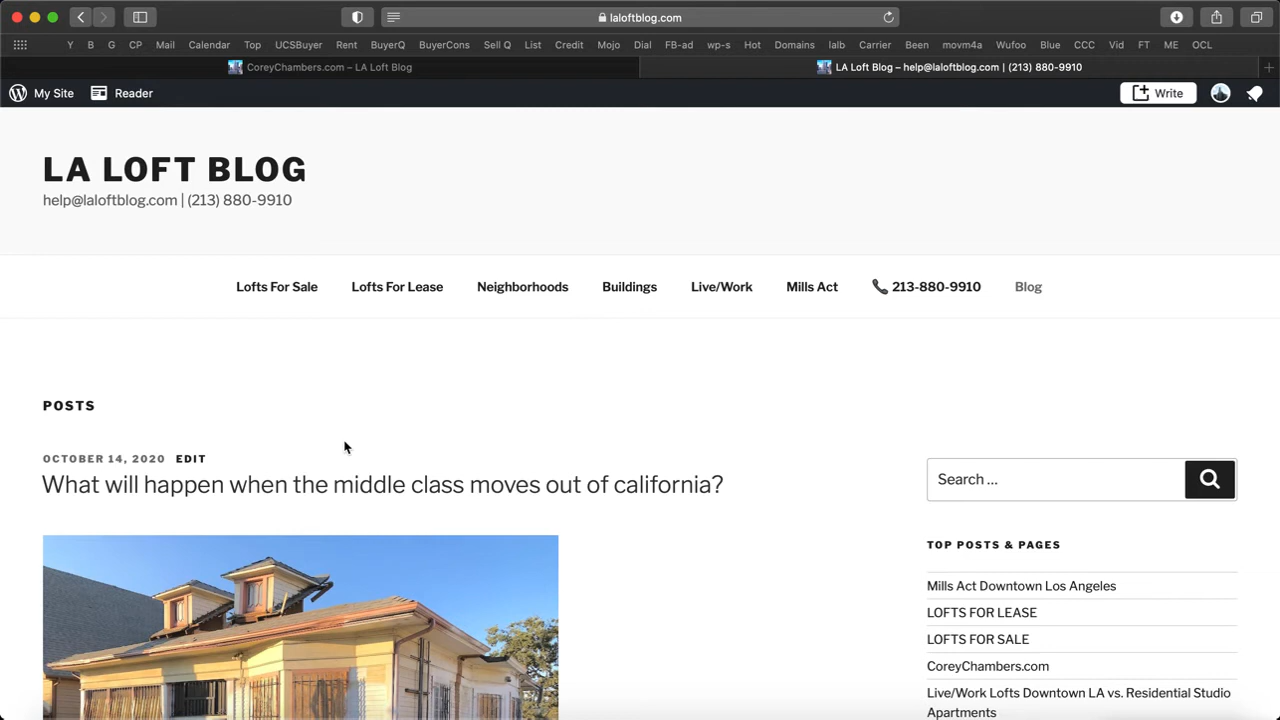 laloftblog.com
Y B G CP Mail Calendar Top UCSBuyer Rent BuyerQ BuyerCons Sell Q List Credit Mojo Dial FB-ad wp-s Hot Domains lalb Carrier Been movm4a Wufoo Blue CCC Vid FT ME OCL
CoreyChambers.com – LA Loft Blog
LA Loft Blog – help@laloftblog.com | (213) 880-9910
My Site Reader Write
LA LOFT BLOG
help@laloftblog.com | (213) 880-9910
Lofts For Sale Lofts For Lease Neighborhoods Buildings Live/Work Mills Act 213-880-9910 Blog
POSTS
OCTOBER 14, 2020 EDIT
What will happen when the middle class moves out of california?
Search …
TOP POSTS & PAGES
Mills Act Downtown Los Angeles
LOFTS FOR LEASE
LOFTS FOR SALE
CoreyChambers.com
Live/Work Lofts Downtown LA vs. Residential Studio
Apartments